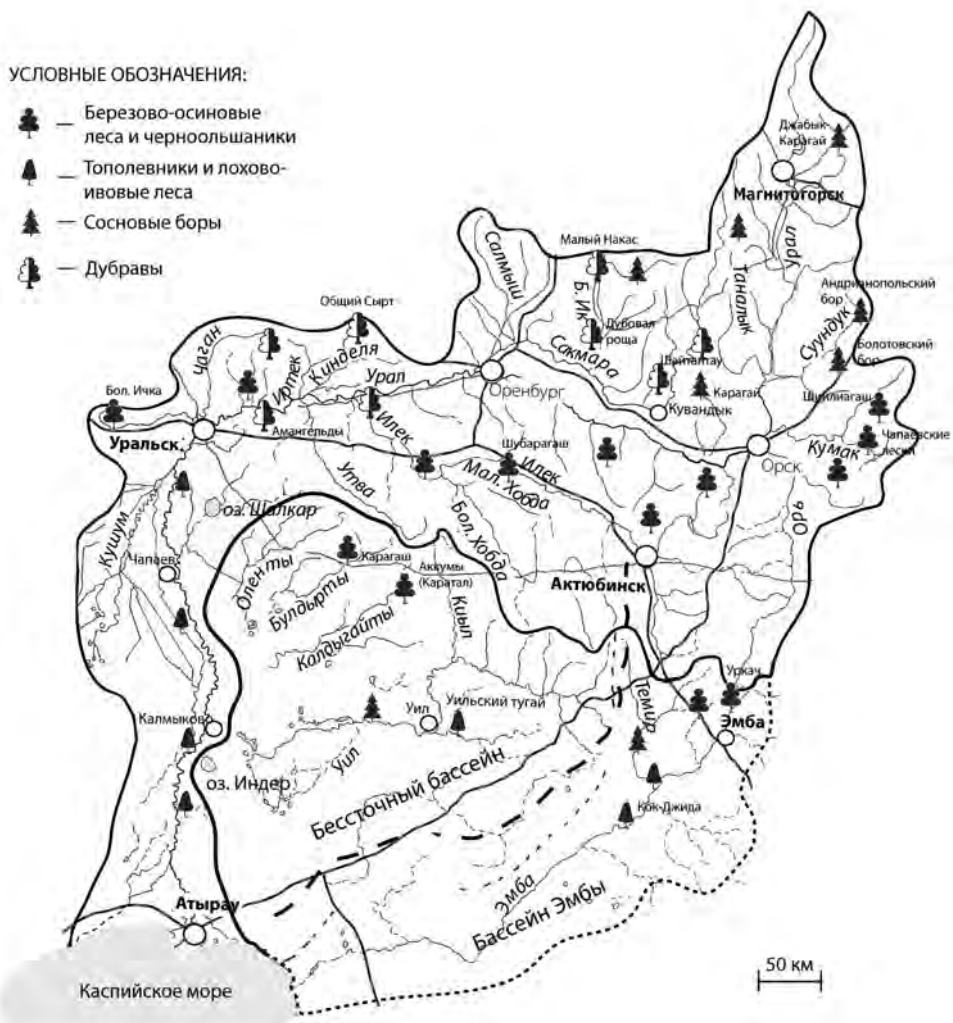 УСЛОВНЫЕ ОБОЗНАЧЕНИЯ:
— Березово-осиновые
леса и черноольшаники
— Тополевники и лохово-
ивовые леса
— Сосновые боры
— Дубравы
Джабык-
Карагай
Магнитогорск
Салмыш
Малый Накас
Б. Ик
Таналык
Урал
Андрианопольский
бор
Суундук
Болотовский
бор
Общий Сырт
Чаган
Дубовая
роща
Сакмара
Шайтантау
Кинделя
Иртек
Урал
Оренбург
Карагай
Кувандык
Бол. Ичка
Уральск
Амангельды
Илек
Чапаевские
лески
Кумак
Шубарагаш
Илек
Мал. Хобда
Орск
Утва
оз. Шалкар
Кушум
Бол. Хобда
Орь
Чапаев
Оленты
Карагаш
Булдырты
Аккумы
(Каратал)
Калдыгайты
Киыл
Актюбинск
Темир
Уркач
Эмба
Калмыково
Уил
Уильский тугай
оз. Индер
Уил
Бессточный бассейн
Кок-Джида
Эмба
Бассейн Эмбы
Атырау
Каспийское море
50 км